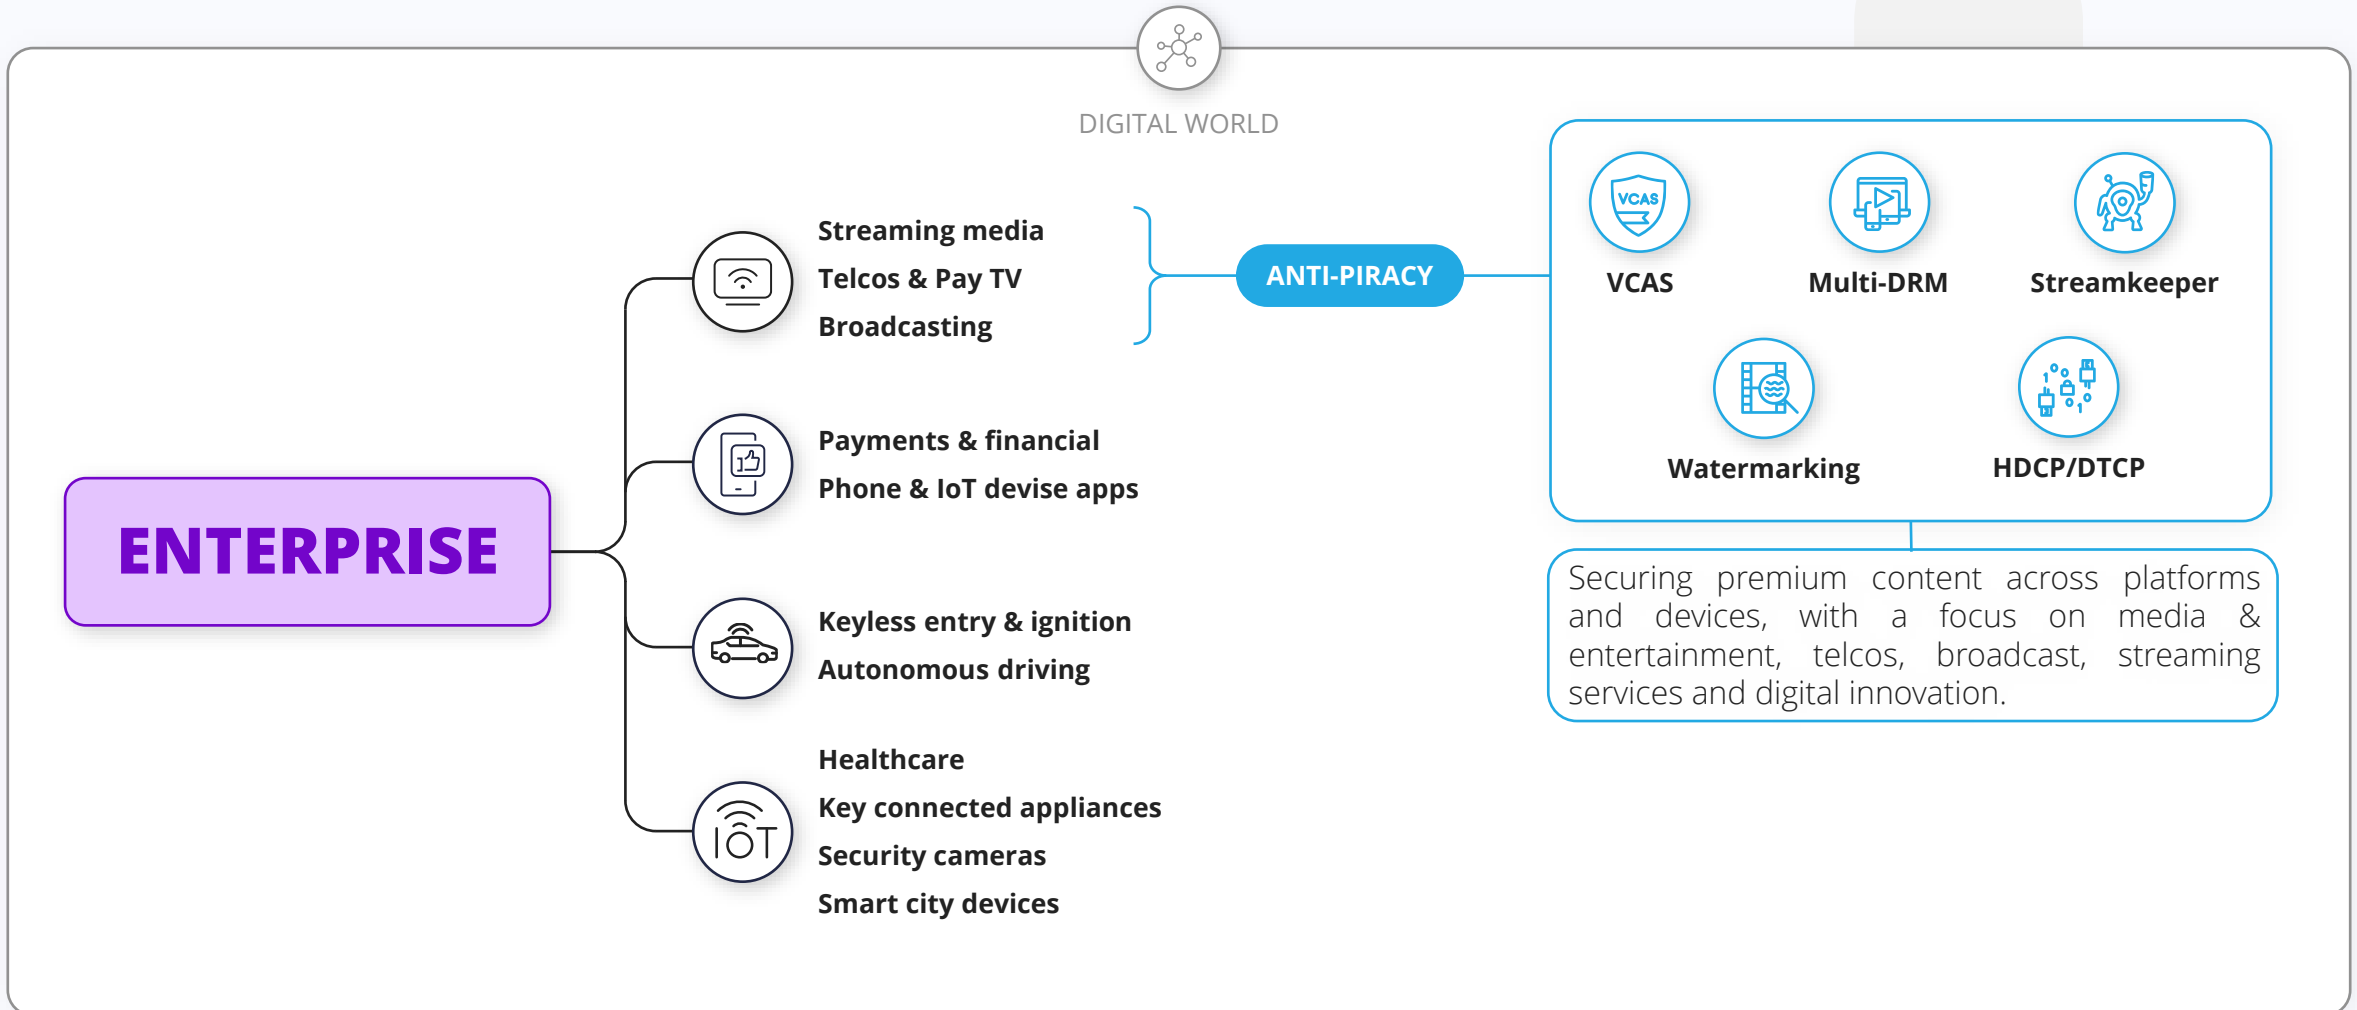 DIGITAL WORLD
ENTERPRISE
Streaming media
Telcos & Pay TV
Broadcasting
Payments & financial
Phone & IoT devise apps
Keyless entry & ignition
Autonomous driving
IOT
Healthcare
Key connected appliances
Security cameras
Smart city devices
ANTI-PIRACY
VCAS
VCAS
Multi-DRM
Streamkeeper
Watermarking
HDCP/DTCP
Securing premium content across platforms
and devices, with a focus on media &
entertainment, telcos, broadcast, streaming
services and digital innovation.